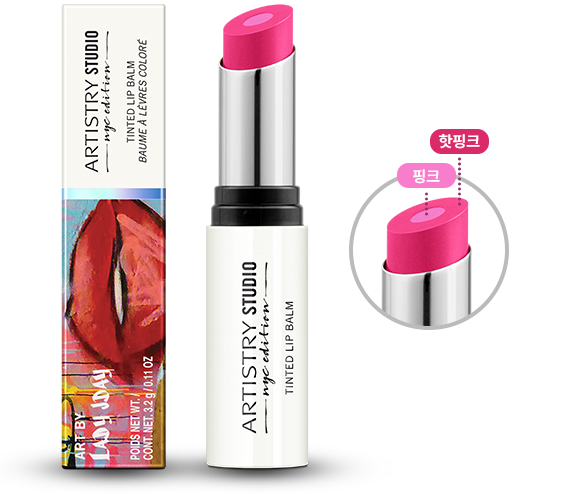 ARTISTRY STUDIO
nyc edition
TINTED LIP BALM
BAUME À LÈVRES COLORÉ
ART BY
LADY JDAY
POIDS NET WT. /
CONT. NET. 3.2 g / 0.11 OZ
ARTISTRY STUDIO
nyc edition
TINTED LIP BALM
핫핑크
핑크